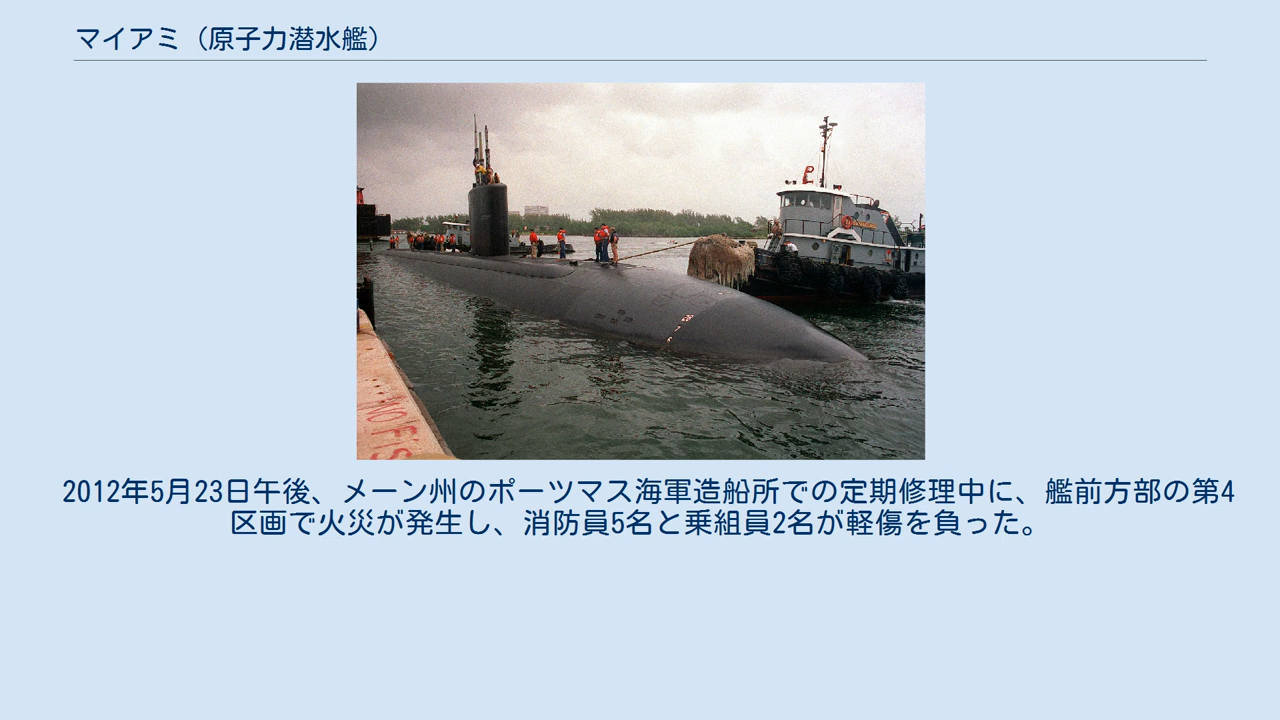 マイアミ（原子力潜水艦）
NO FIS
2012年5月23日午後、メーン州のポーツマス海軍造船所での定期修理中に、艦前方部の第4
区画で火災が発生し、消防員5名と乗組員2名が軽傷を負った。